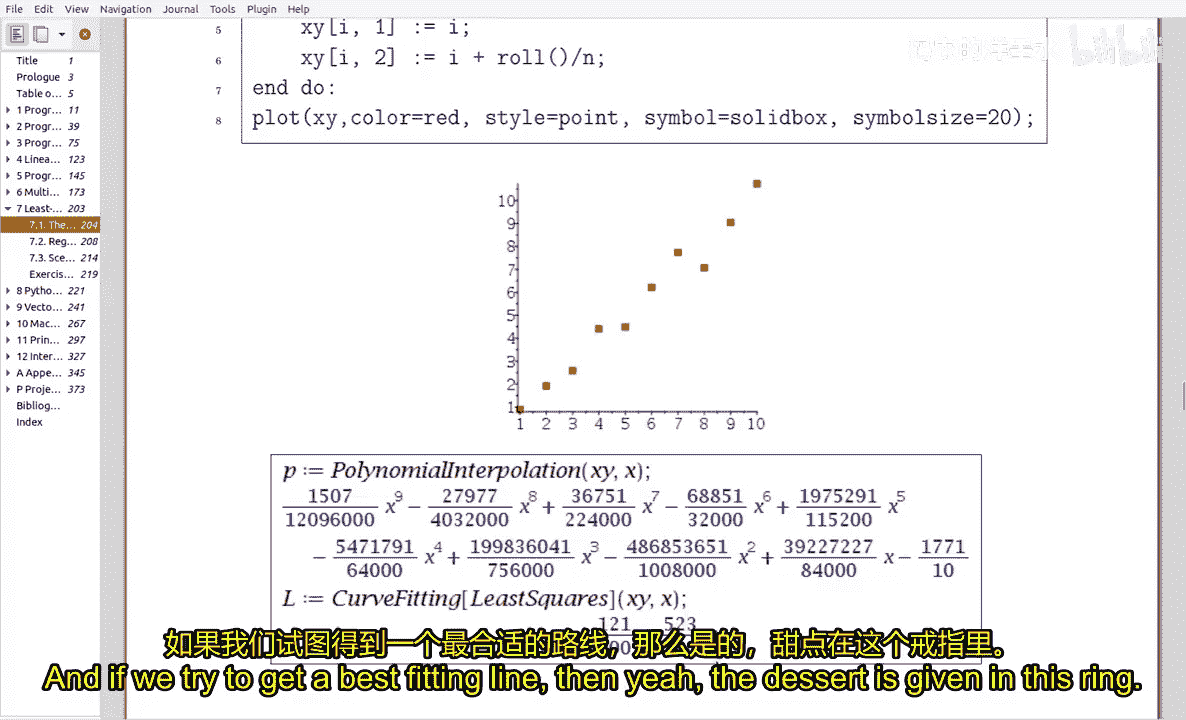 File Edit View Navigation Journal Tools Plugin Help
Title 1
Prologue 3
Table o... 5
1 Progr... 11
2 Progr... 39
3 Progr... 75
4 Linea... 123
5 Progr... 145
6 Multi... 173
7 Least-... 203
7.1. The... 204
7.2. Reg... 208
7.3. Sce... 214
Exercis... 219
8 Pytho... 221
9 Vecto... 241
10 Mac... 267
11 Prin... 297
12 Inter... 327
A Appe... 345
P Proje... 373
Bibliog...
Index
5 xy[i, 1] := i;
6 xy[i, 2] := i + roll()/n;
7 end do:
8 plot(xy,color=red, style=point, symbol=solidbox, symbolsize=20);
10
9
8
7
6
5
4
3
2
1
1 2 3 4 5 6 7 8 9 10
p := PolynomialInterpolation(xy, x);
1507/12096000 x^9 − 27977/4032000 x^8 + 36751/224000 x^7 − 68851/32000 x^6 + 1975291/115200 x^5
− 5471791/64000 x^4 + 199836041/756000 x^3 − 486853651/1008000 x^2 + 39227227/84000 x − 1771/10
L := CurveFitting[LeastSquares](xy, x);
121 523
如果我们试图得到一个最合适的路线，那么是的，甜点在这个戒指里。
And if we try to get a best fitting line, then yeah, the dessert is given in this ring.